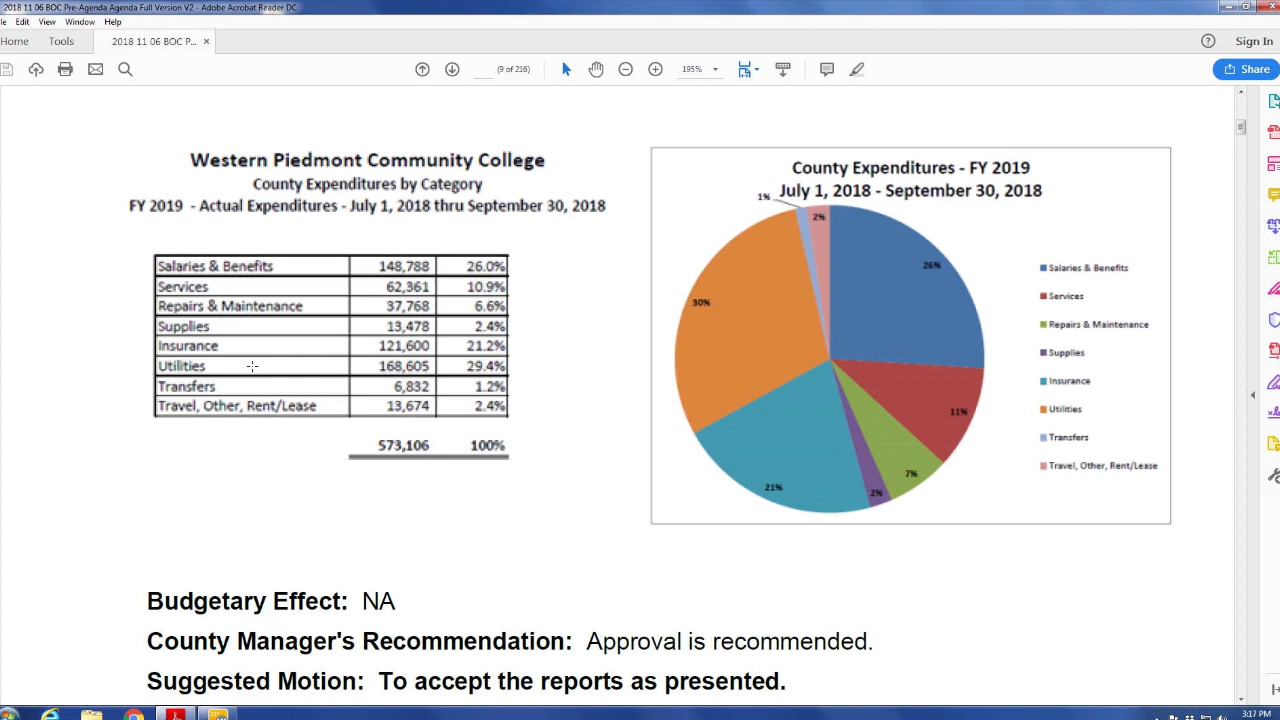 2018 11 06 BOC Pre-Agenda Agenda Full Version V2 - Adobe Acrobat Reader DC
Edit View Window Help
Home Tools 2018 11 06 BOC P... × Sign In
(9 of 216) 195% Share
Western Piedmont Community College
County Expenditures by Category
FY 2019 - Actual Expenditures - July 1, 2018 thru September 30, 2018
Salaries & Benefits 148,788 26.0%
Services 62,361 10.9%
Repairs & Maintenance 37,768 6.6%
Supplies 13,478 2.4%
Insurance 121,600 21.2%
Utilities 168,605 29.4%
Transfers 6,832 1.2%
Travel, Other, Rent/Lease 13,674 2.4%
573,106 100%
County Expenditures - FY 2019
July 1, 2018 - September 30, 2018
1%
2%
26%
30%
11%
7%
2%
21%
Salaries & Benefits
Services
Repairs & Maintenance
Supplies
Insurance
Utilities
Transfers
Travel, Other, Rent/Lease
Budgetary Effect: NA
County Manager's Recommendation: Approval is recommended.
Suggested Motion: To accept the reports as presented.
3:17 PM